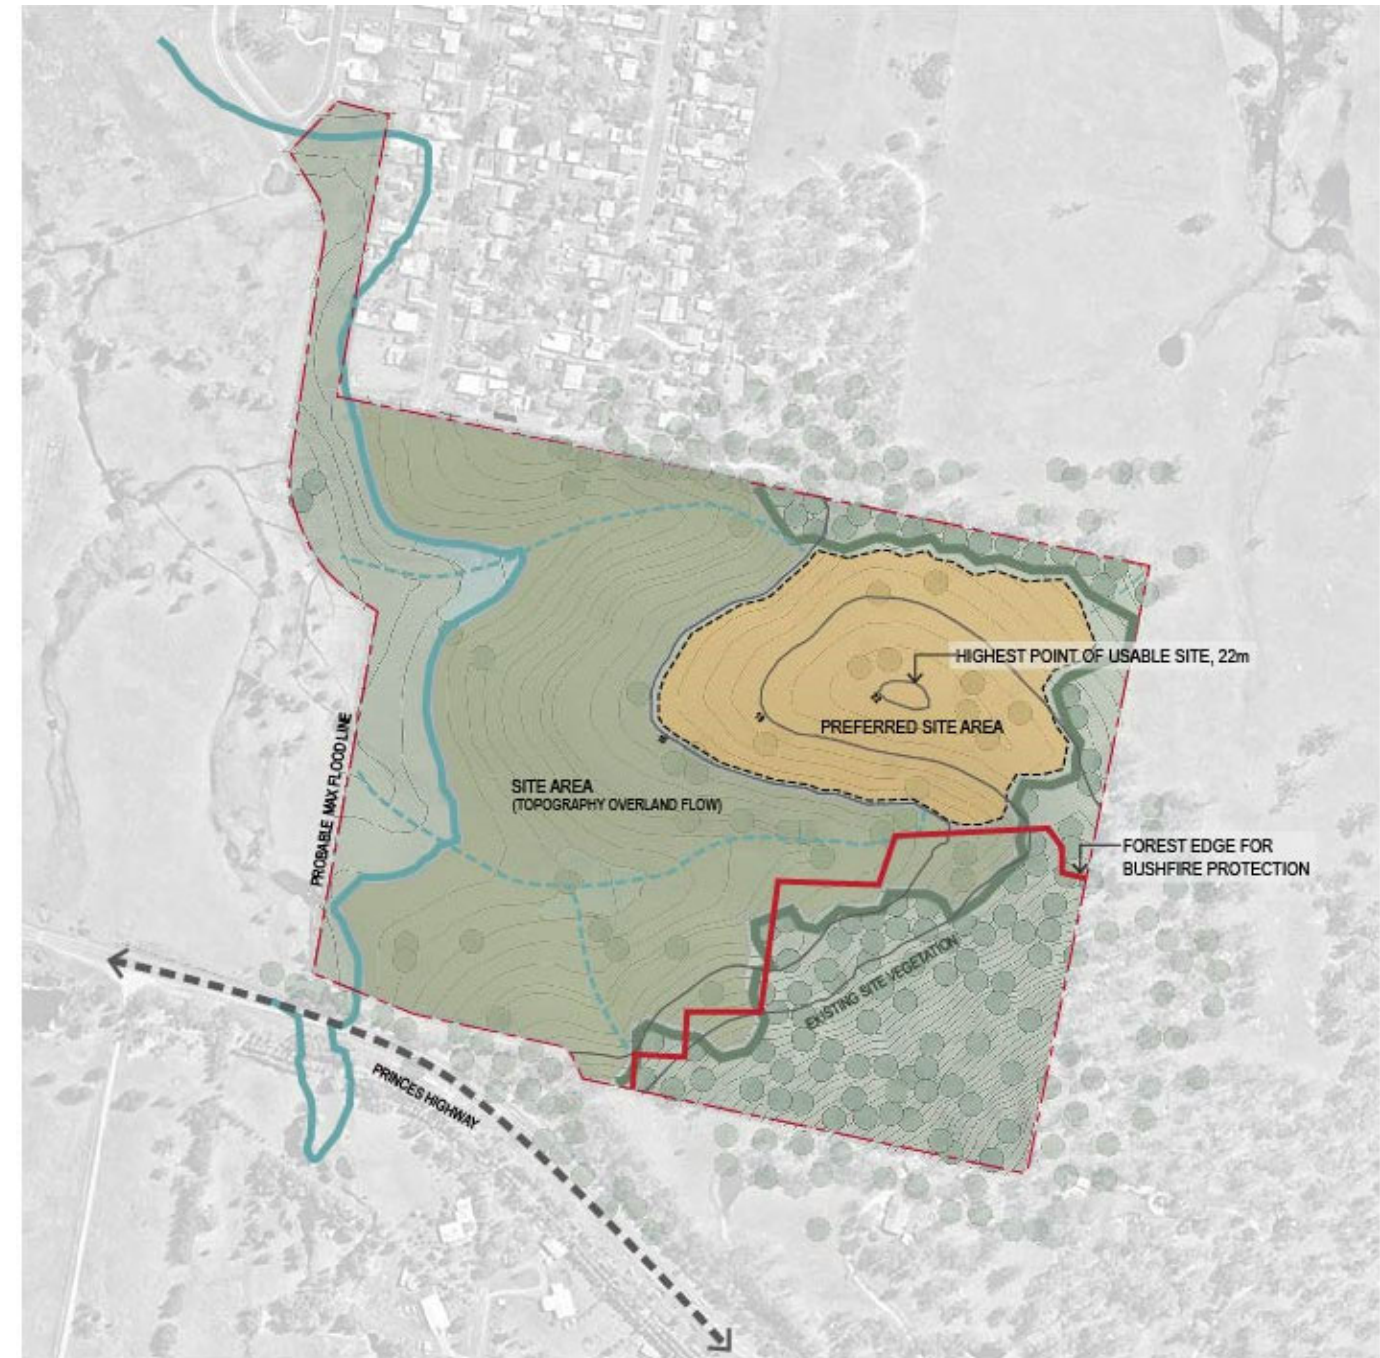 HIGHEST POINT OF USABLE SITE, 22m
PREFERRED SITE AREA
PROBABLE MAX FLOOD LINE
SITE AREA
(TOPOGRAPHY OVERLAND FLOW)
FOREST EDGE FOR
BUSHFIRE PROTECTION
EXISTING SITE VEGETATION
PRINCES HIGHWAY